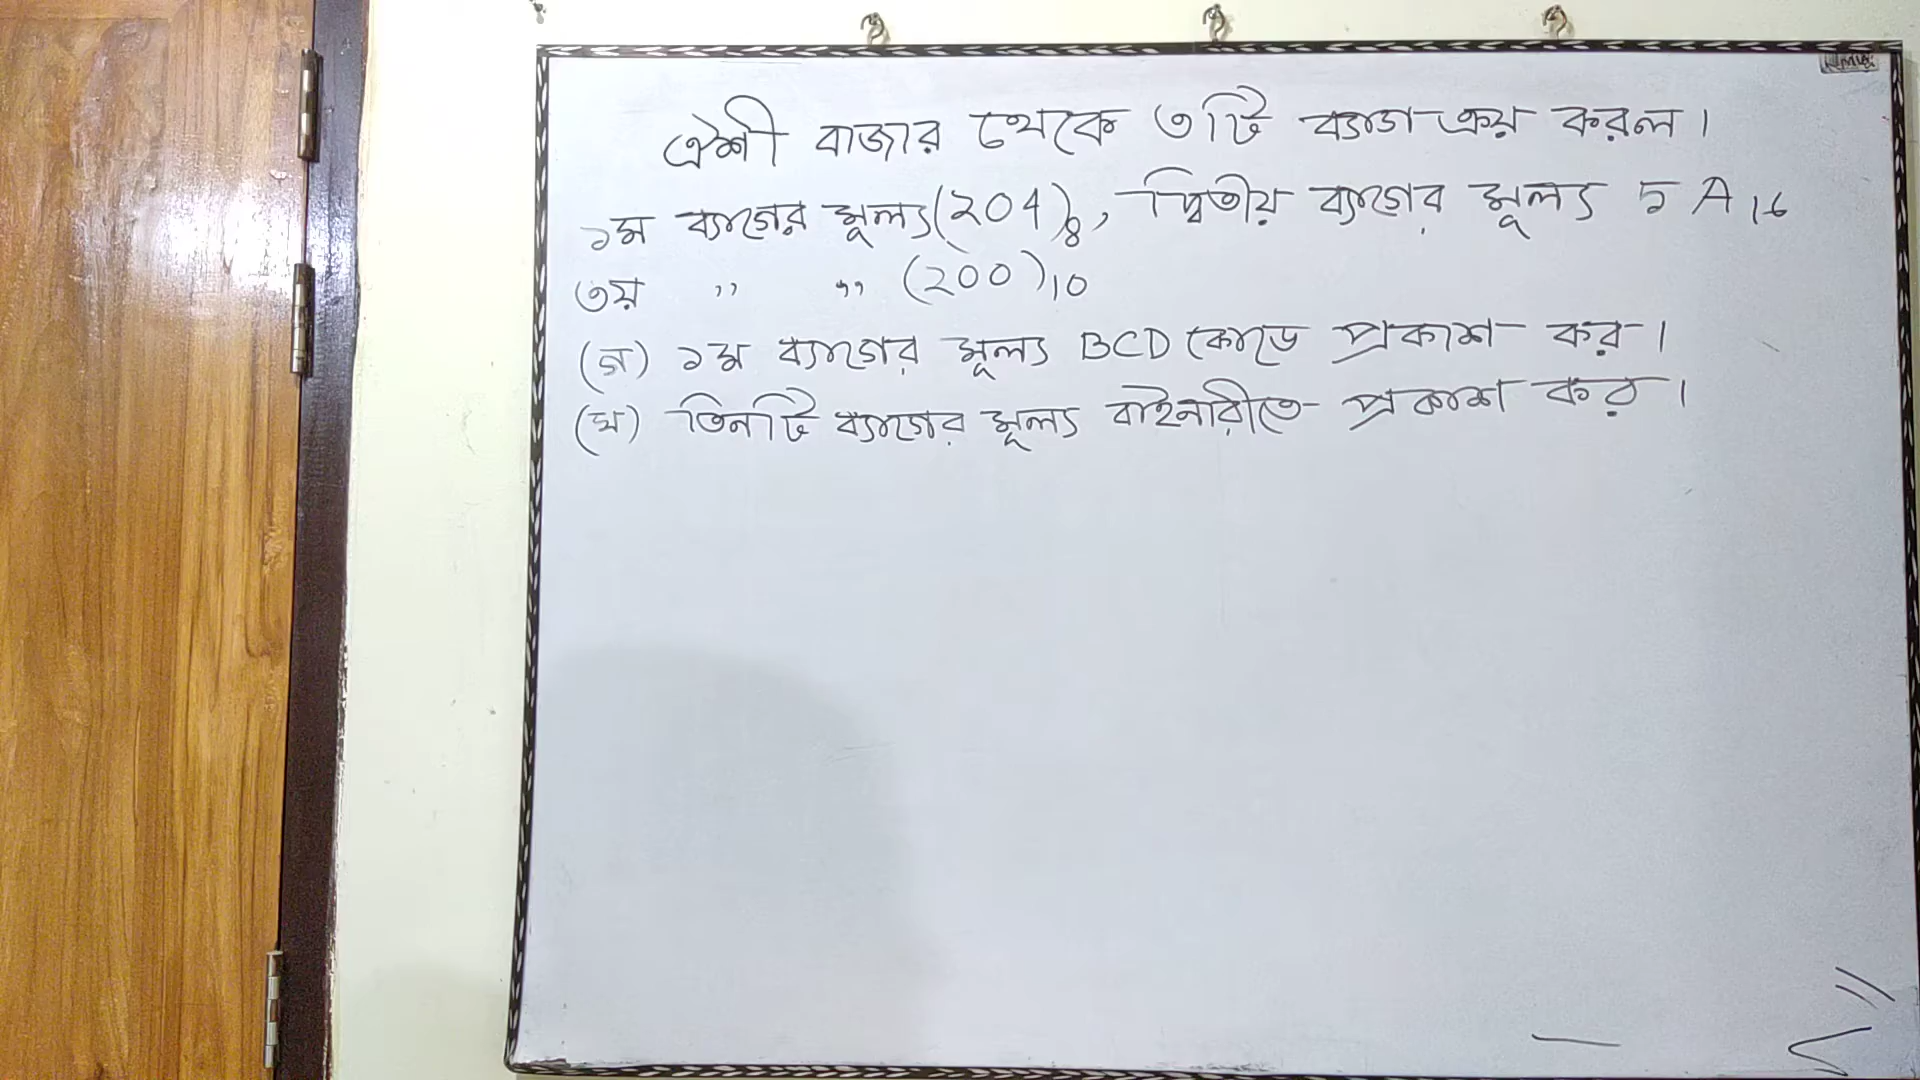 ঐশী বাজার থেকে ৩টি ব্যাগ ক্রয় করল।
১ম ব্যাগের মূল্য (204)8, দ্বিতীয় ব্যাগের মূল্য 5A16
৩য় " " (200)10
(গ) ১ম ব্যাগের মূল্য BCD কোডে প্রকাশ কর।
(ঘ) তিনটি ব্যাগের মূল্য বাইনারীতে প্রকাশ কর।